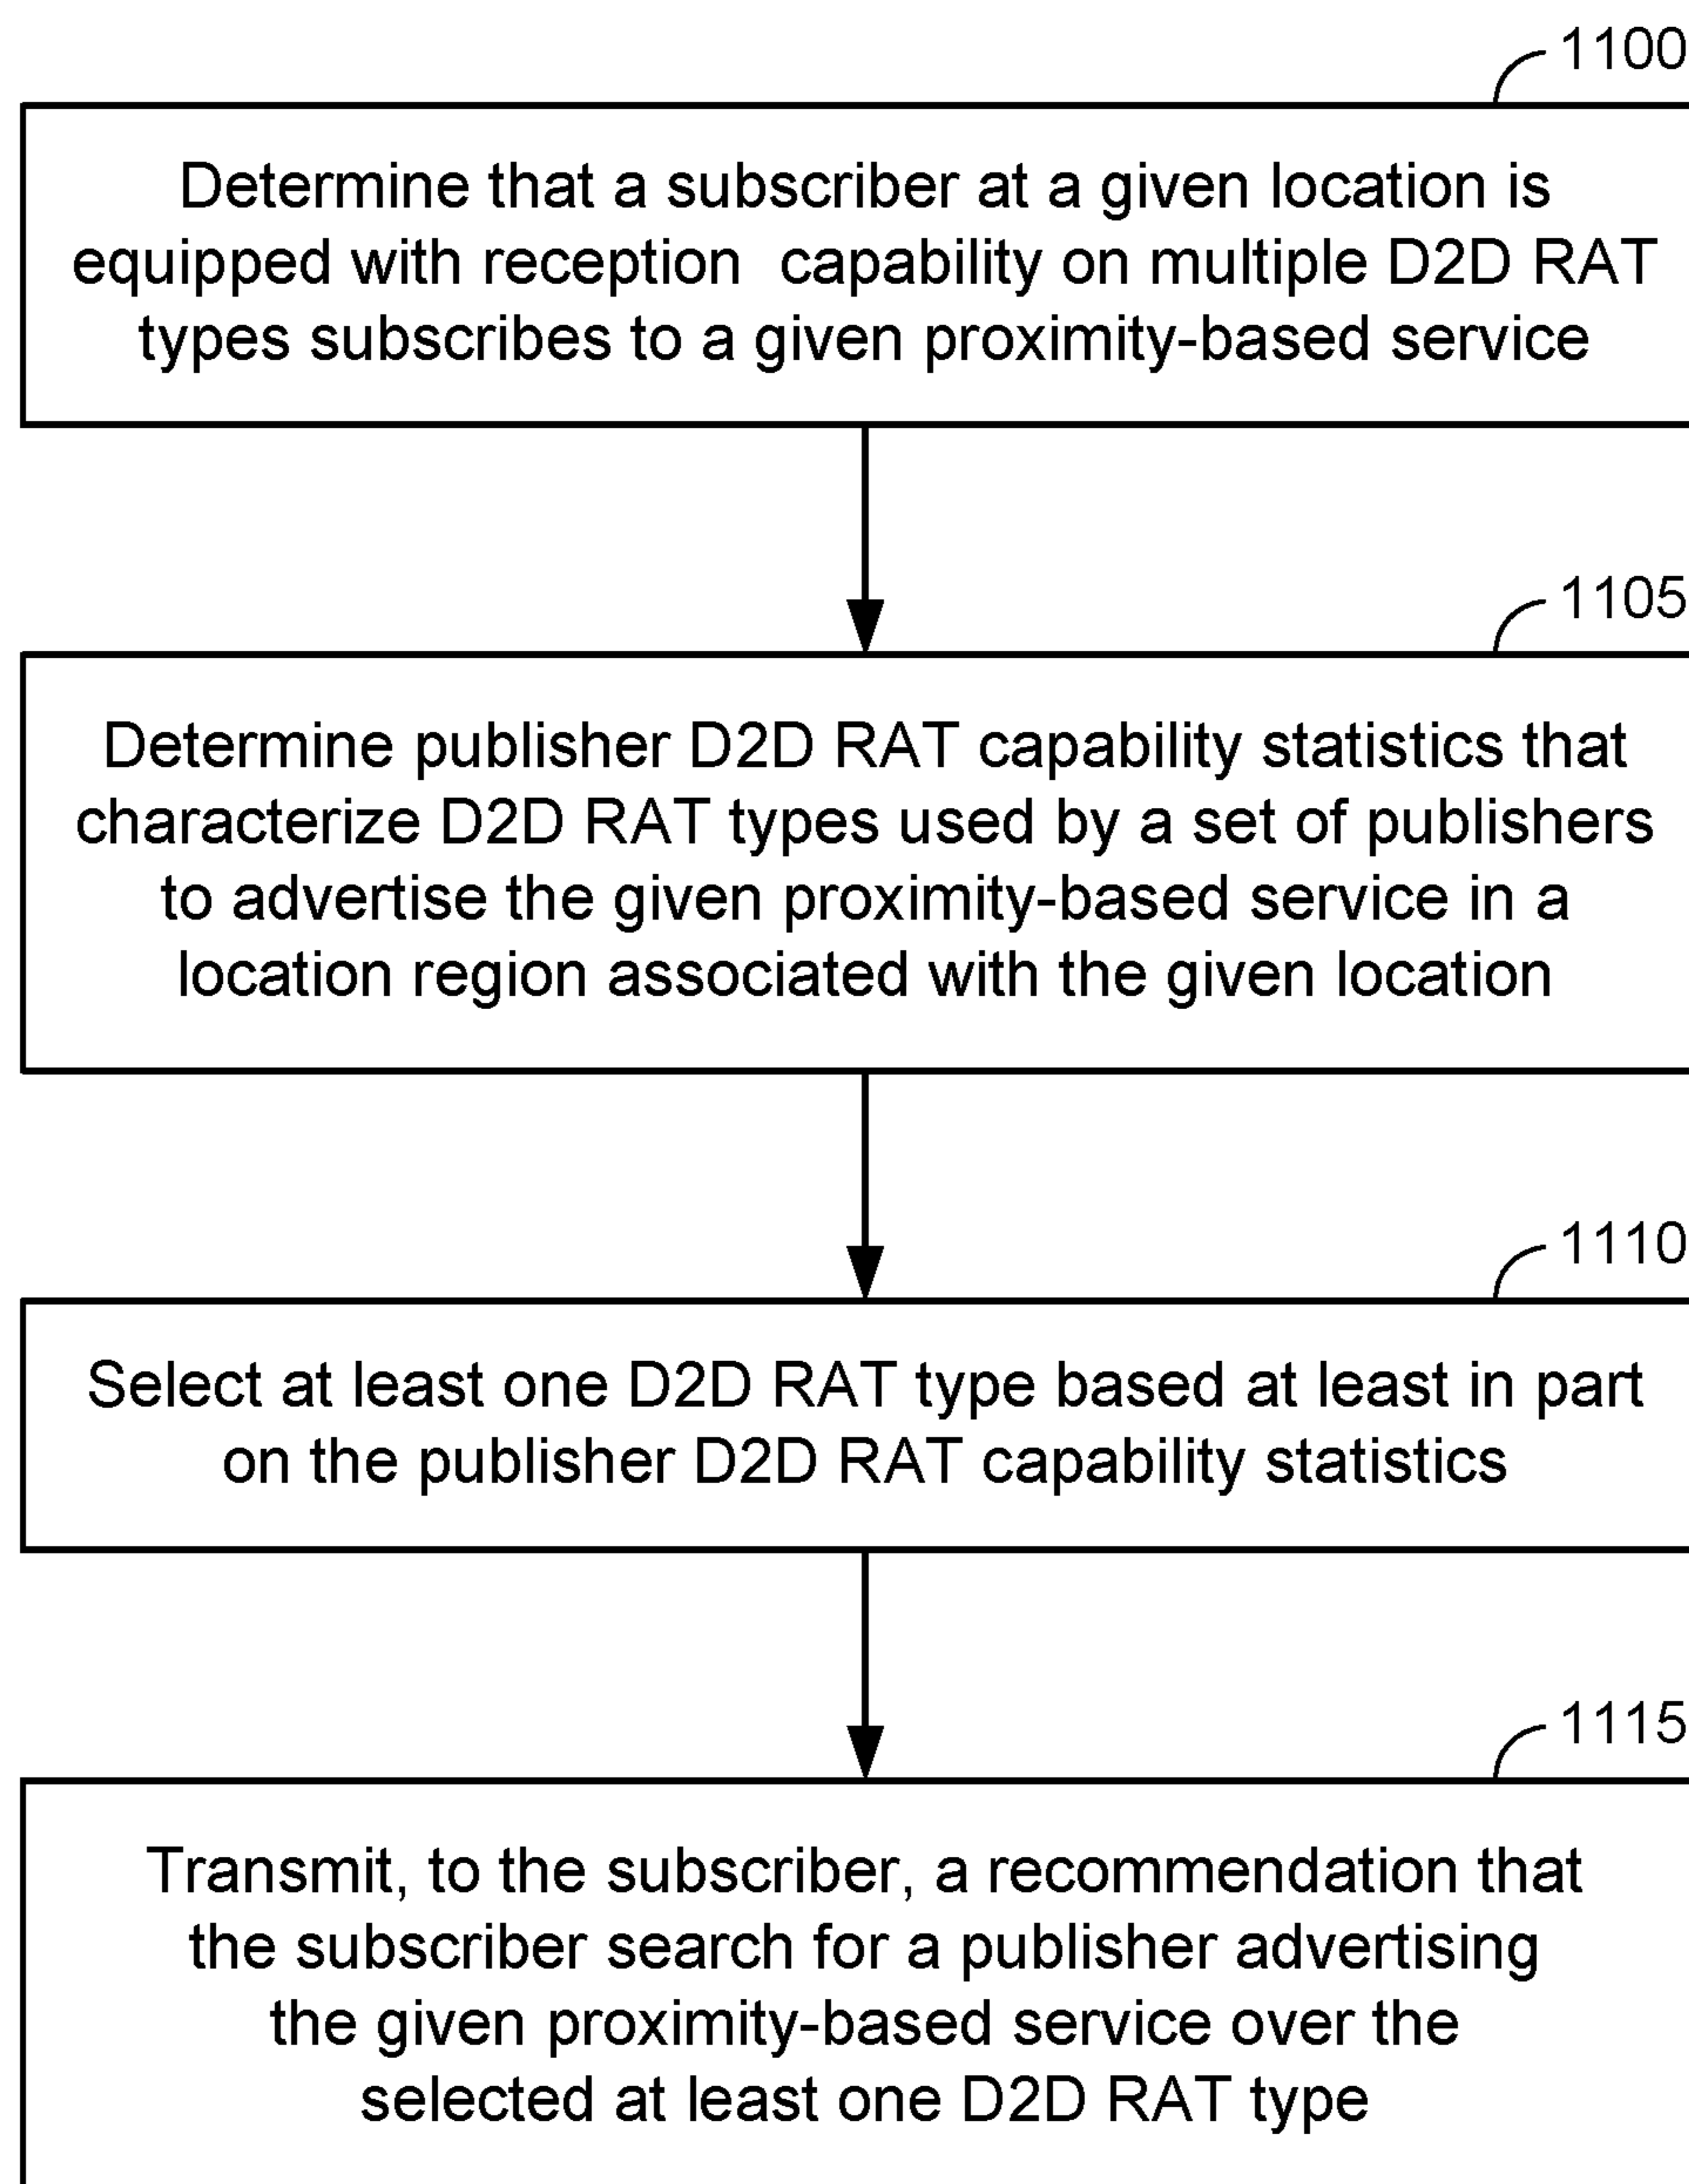 1100
Determine that a subscriber at a given location is
equipped with reception capability on multiple D2D RAT
types subscribes to a given proximity-based service
1105
Determine publisher D2D RAT capability statistics that
characterize D2D RAT types used by a set of publishers
to advertise the given proximity-based service in a
location region associated with the given location
1110
Select at least one D2D RAT type based at least in part
on the publisher D2D RAT capability statistics
1115
Transmit, to the subscriber, a recommendation that
the subscriber search for a publisher advertising
the given proximity-based service over the
selected at least one D2D RAT type